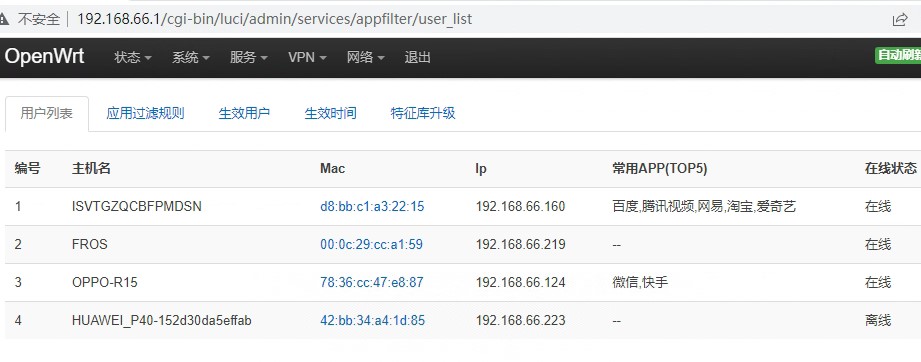 不安全 192.168.66.1/cgi-bin/luci/admin/services/appfilter/user_list
OpenWrt 状态 系统 服务 VPN 网络 退出 自动刷新
用户列表 应用过滤规则 生效用户 生效时间 特征库升级
编号 主机名 Mac Ip 常用APP(TOP5) 在线状态
1 ISVTGZQCBFPMDSN d8:bb:c1:a3:22:15 192.168.66.160 百度,腾讯视频,网易,淘宝,爱奇艺 在线
2 FROS 00:0c:29:cc:a1:59 192.168.66.219 -- 在线
3 OPPO-R15 78:36:cc:47:e8:87 192.168.66.124 微信,快手 在线
4 HUAWEI_P40-152d30da5effab 42:bb:34:a4:1d:85 192.168.66.223 -- 离线